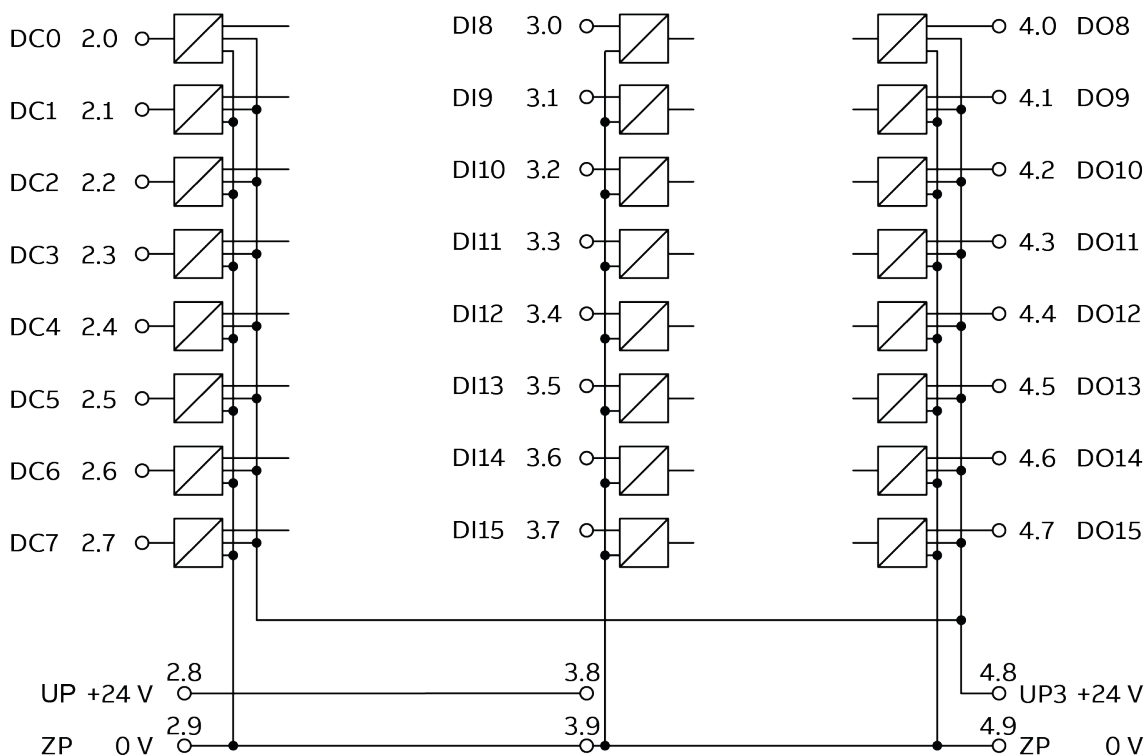 DC0 2.0 DI8 3.0 4.0 DO8
DC1 2.1 DI9 3.1 4.1 DO9
DC2 2.2 DI10 3.2 4.2 DO10
DC3 2.3 DI11 3.3 4.3 DO11
DC4 2.4 DI12 3.4 4.4 DO12
DC5 2.5 DI13 3.5 4.5 DO13
DC6 2.6 DI14 3.6 4.6 DO14
DC7 2.7 DI15 3.7 4.7 DO15
2.8 3.8 4.8
UP +24 V UP3 +24 V
2.9 3.9 4.9
ZP 0 V ZP 0 V